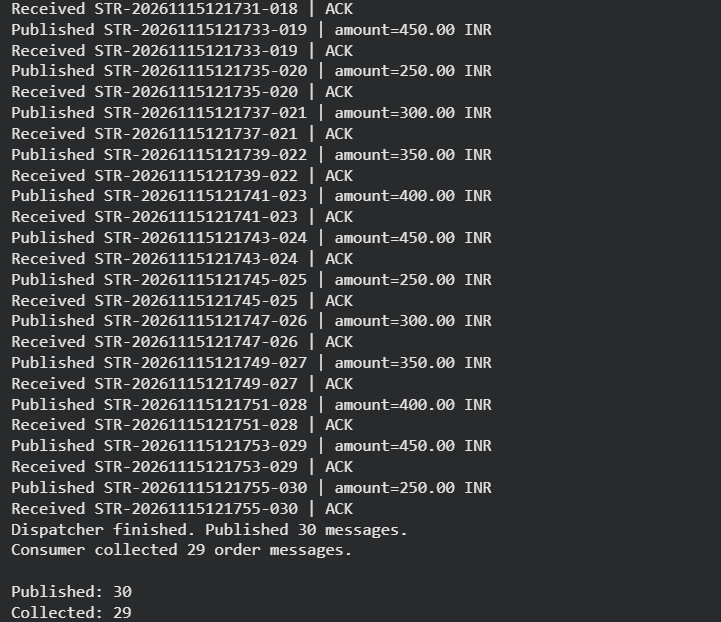 Received STR-20261115121731-018 | ACK
Published STR-20261115121733-019 | amount=450.00 INR
Received STR-20261115121733-019 | ACK
Published STR-20261115121735-020 | amount=250.00 INR
Received STR-20261115121735-020 | ACK
Published STR-20261115121737-021 | amount=300.00 INR
Received STR-20261115121737-021 | ACK
Published STR-20261115121739-022 | amount=350.00 INR
Received STR-20261115121739-022 | ACK
Published STR-20261115121741-023 | amount=400.00 INR
Received STR-20261115121741-023 | ACK
Published STR-20261115121743-024 | amount=450.00 INR
Received STR-20261115121743-024 | ACK
Published STR-20261115121745-025 | amount=250.00 INR
Received STR-20261115121745-025 | ACK
Published STR-20261115121747-026 | amount=300.00 INR
Received STR-20261115121747-026 | ACK
Published STR-20261115121749-027 | amount=350.00 INR
Received STR-20261115121749-027 | ACK
Published STR-20261115121751-028 | amount=400.00 INR
Received STR-20261115121751-028 | ACK
Published STR-20261115121753-029 | amount=450.00 INR
Received STR-20261115121753-029 | ACK
Published STR-20261115121755-030 | amount=250.00 INR
Received STR-20261115121755-030 | ACK
Dispatcher finished. Published 30 messages.
Consumer collected 29 order messages.

Published: 30
Collected: 29